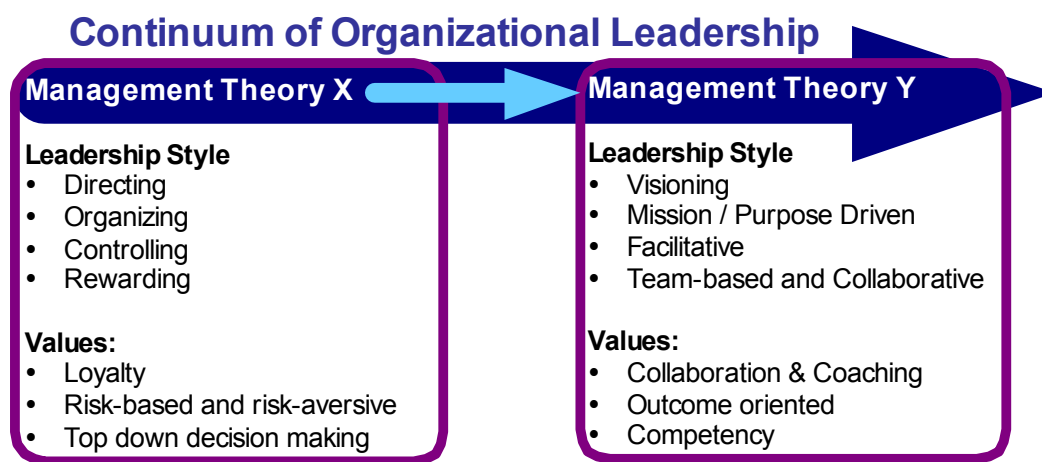 Continuum of Organizational Leadership
Management Theory X
Leadership Style
• Directing
• Organizing
• Controlling
• Rewarding
Values:
• Loyalty
• Risk-based and risk-aversive
• Top down decision making
Management Theory Y
Leadership Style
• Visioning
• Mission / Purpose Driven
• Facilitative
• Team-based and Collaborative
Values:
• Collaboration & Coaching
• Outcome oriented
• Competency